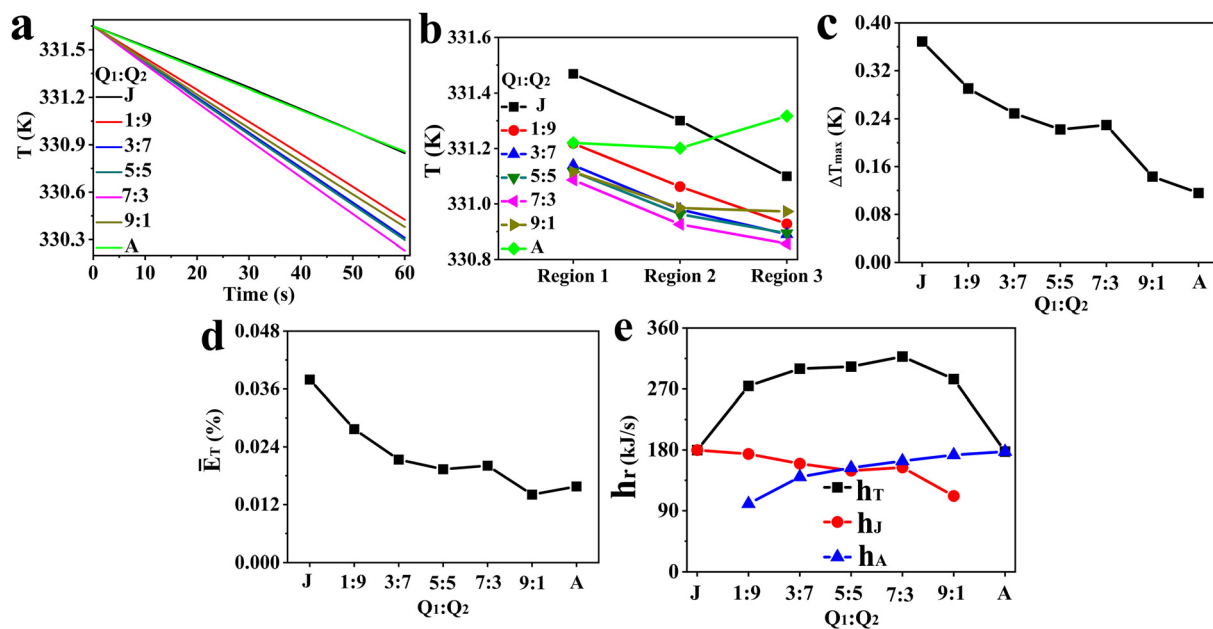 a
T (K)
331.5
331.2
330.9
330.6
330.3
Q1:Q2
J
1:9
3:7
5:5
7:3
9:1
A
0 10 20 30 40 50 60
Time (s)
b
T (K)
331.6
331.4
331.2
331.0
330.8
Q1:Q2
J
1:9
3:7
5:5
7:3
9:1
A
Region 1 Region 2 Region 3
c
ΔTmax (K)
0.40
0.32
0.24
0.16
0.08
0.00
J 1:9 3:7 5:5 7:3 9:1 A
Q1:Q2
d
ĒT (%)
0.048
0.036
0.024
0.012
0.000
J 1:9 3:7 5:5 7:3 9:1 A
Q1:Q2
e
hr (kJ/s)
360
270
180
90
0
hT
hJ
hA
J 1:9 3:7 5:5 7:3 9:1 A
Q1:Q2